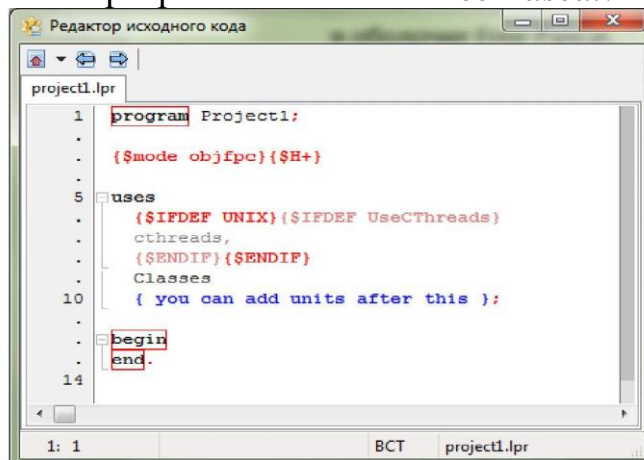 Редактор исходного кода
project1.lpr
1 program Project1;
.
. {$mode objfpc}{$H+}
.
5 uses
. {$IFDEF UNIX}{$IFDEF UseCThreads}
. cthreads,
. {$ENDIF}{$ENDIF}
. Classes
10 { you can add units after this };
.
. begin
. end.
14
1: 1 ВСТ project1.lpr